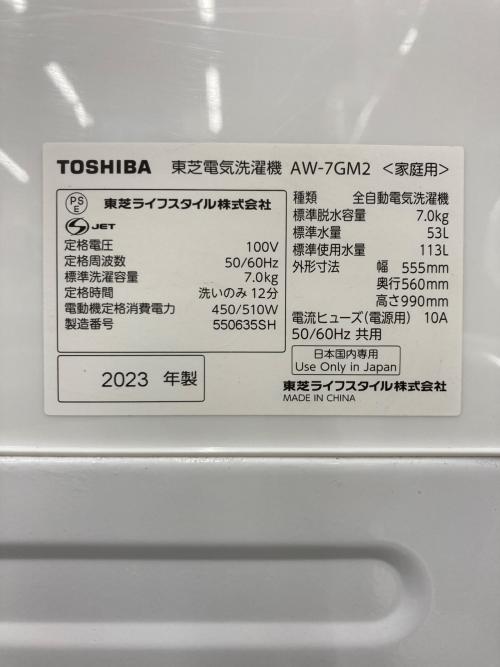 TOSHIBA 東芝電気洗濯機 AW-7GM2 <家庭用>
PS
E
東芝ライフスタイル株式会社
S JET
定格電圧 100V
定格周波数 50/60Hz
標準洗濯容量 7.0kg
定格時間 洗いのみ 12分
電動機定格消費電力 450/510W
製造番号 550635SH
2023 年製
種類 全自動電気洗濯機
標準脱水容量 7.0kg
標準水量 53L
標準使用水量 113L
外形寸法 幅 555mm
奥行560mm
高さ990mm
電流ヒューズ(電源用) 10A
50/60Hz 共用
日本国内専用
Use Only in Japan
東芝ライフスタイル株式会社
MADE IN CHINA